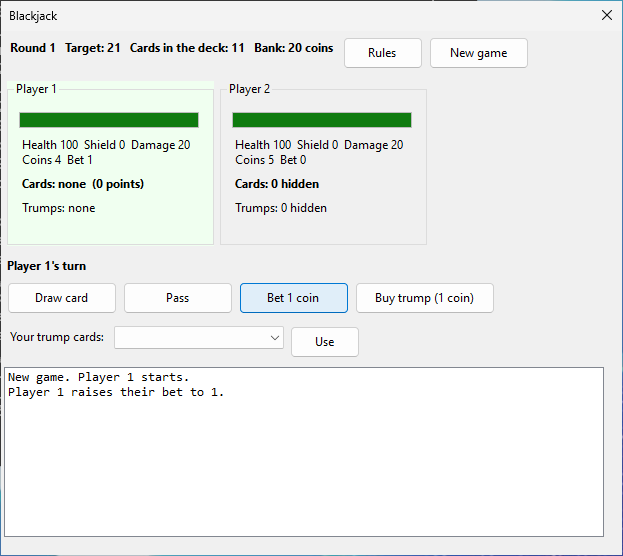 Blackjack
Round 1 Target: 21 Cards in the deck: 11 Bank: 20 coins Rules New game
Player 1
Health 100 Shield 0 Damage 20
Coins 4 Bet 1
Cards: none (0 points)
Trumps: none
Player 2
Health 100 Shield 0 Damage 20
Coins 5 Bet 0
Cards: 0 hidden
Trumps: 0 hidden
Player 1's turn
Draw card Pass Bet 1 coin Buy trump (1 coin)
Your trump cards: Use
New game. Player 1 starts.
Player 1 raises their bet to 1.